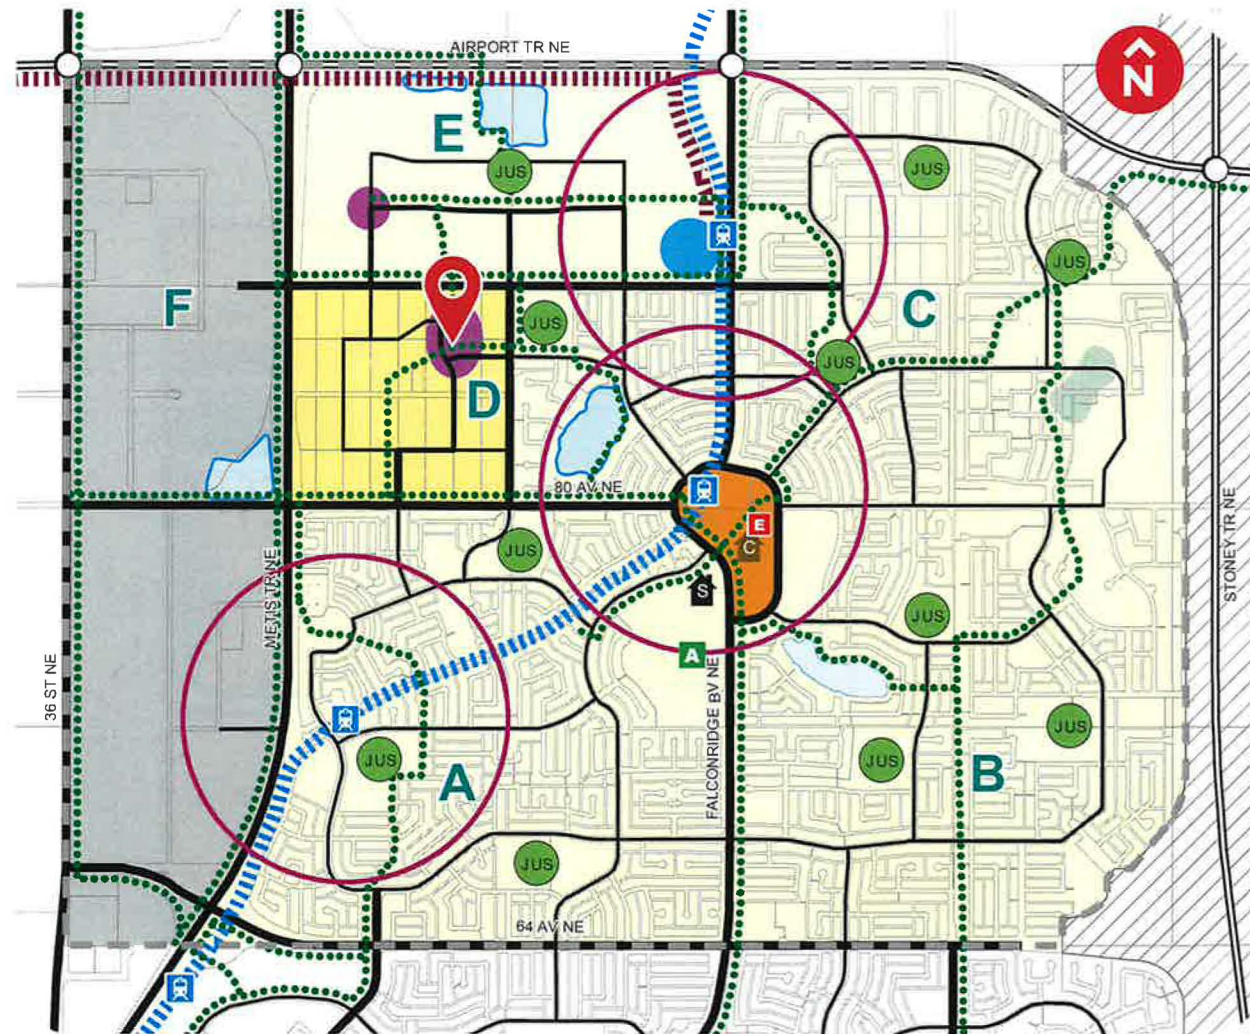 AIRPORT TR NE
N
E
JUS
JUS
JUS
F
JUS
C
JUS
D
80 AV NE
E
C
JUS
METIS TR NE
S
JUS
STONEY TR NE
A
36 ST NE
FALCONRIDGE BV NE
JUS
JUS
JUS
A
B
JUS
64 AV NE